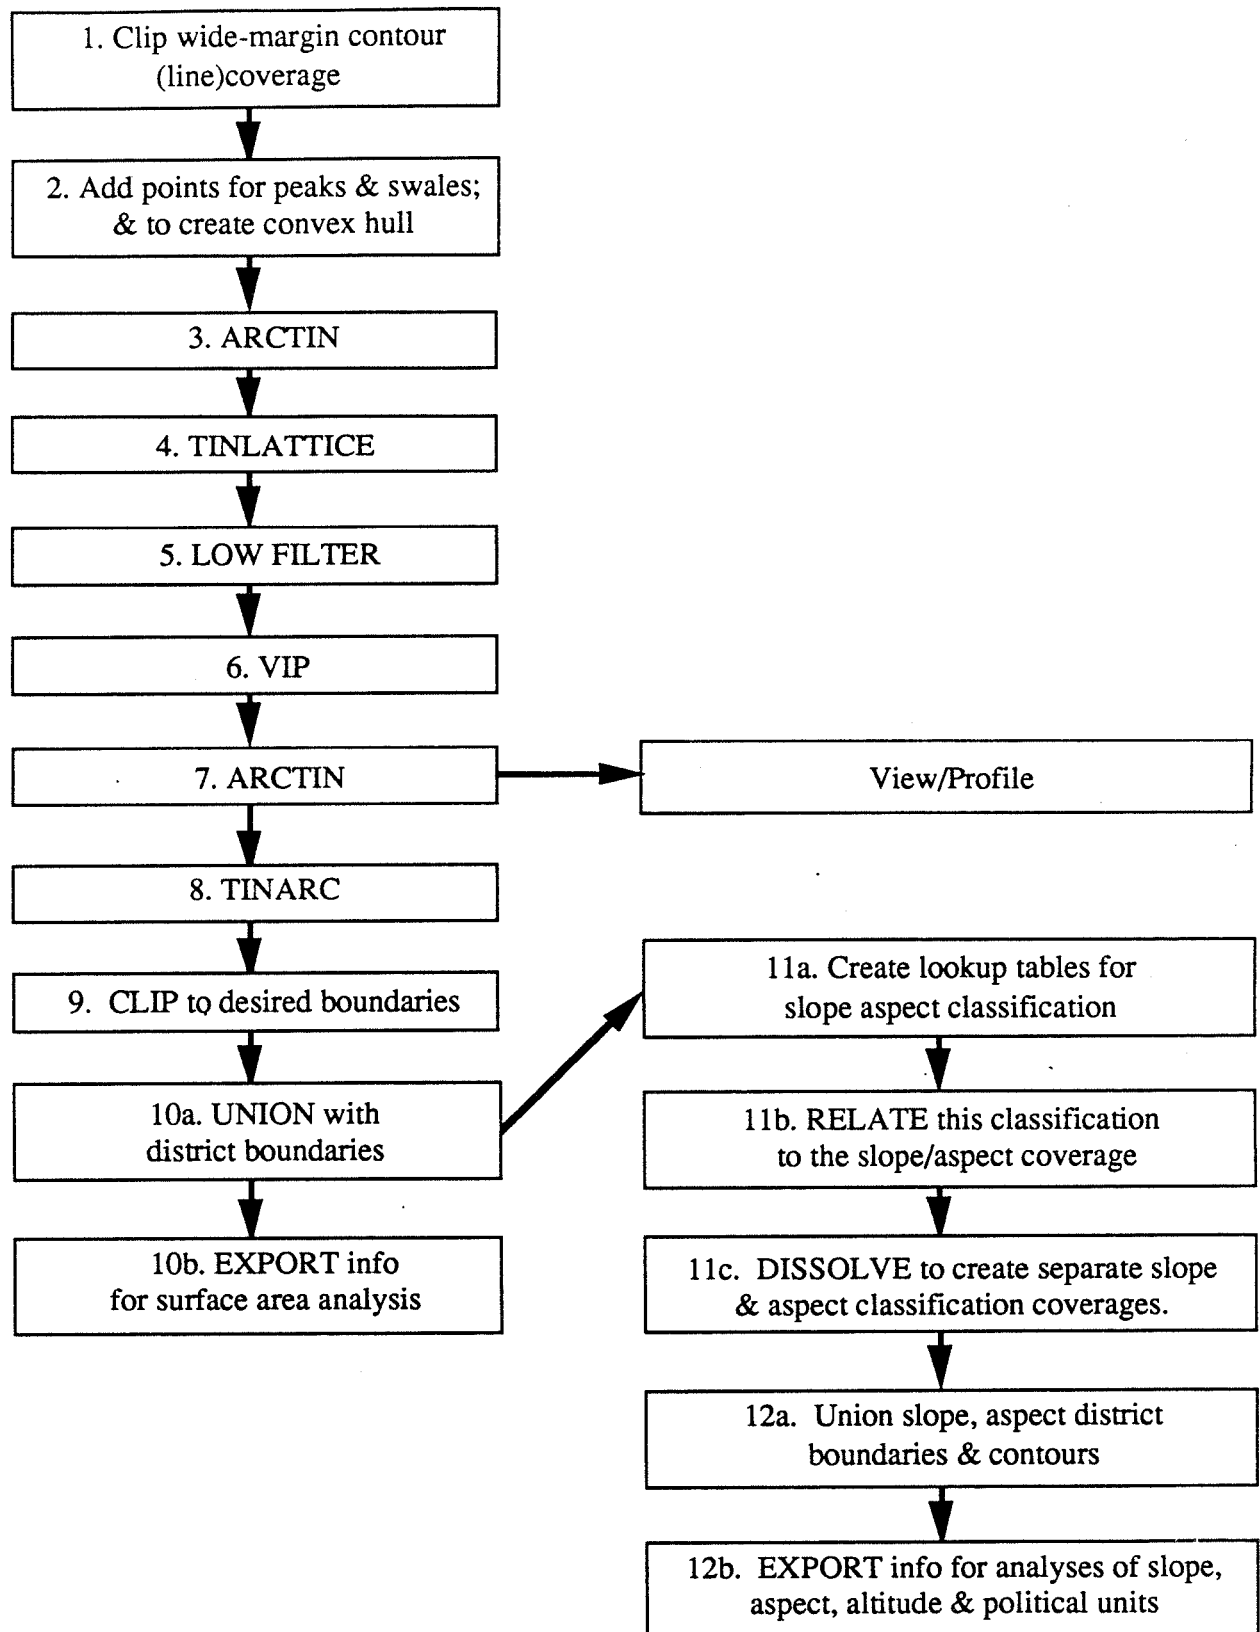 1. Clip wide-margin contour
(line)coverage
2. Add points for peaks & swales;
& to create convex hull
3. ARCTIN
4. TINLATTICE
5. LOW FILTER
6. VIP
7. ARCTIN
View/Profile
8. TINARC
9. CLIP to desired boundaries
10a. UNION with
district boundaries
10b. EXPORT info
for surface area analysis
11a. Create lookup tables for
slope aspect classification
11b. RELATE this classification
to the slope/aspect coverage
11c. DISSOLVE to create separate slope
& aspect classification coverages.
12a. Union slope, aspect district
boundaries & contours
12b. EXPORT info for analyses of slope,
aspect, altitude & political units